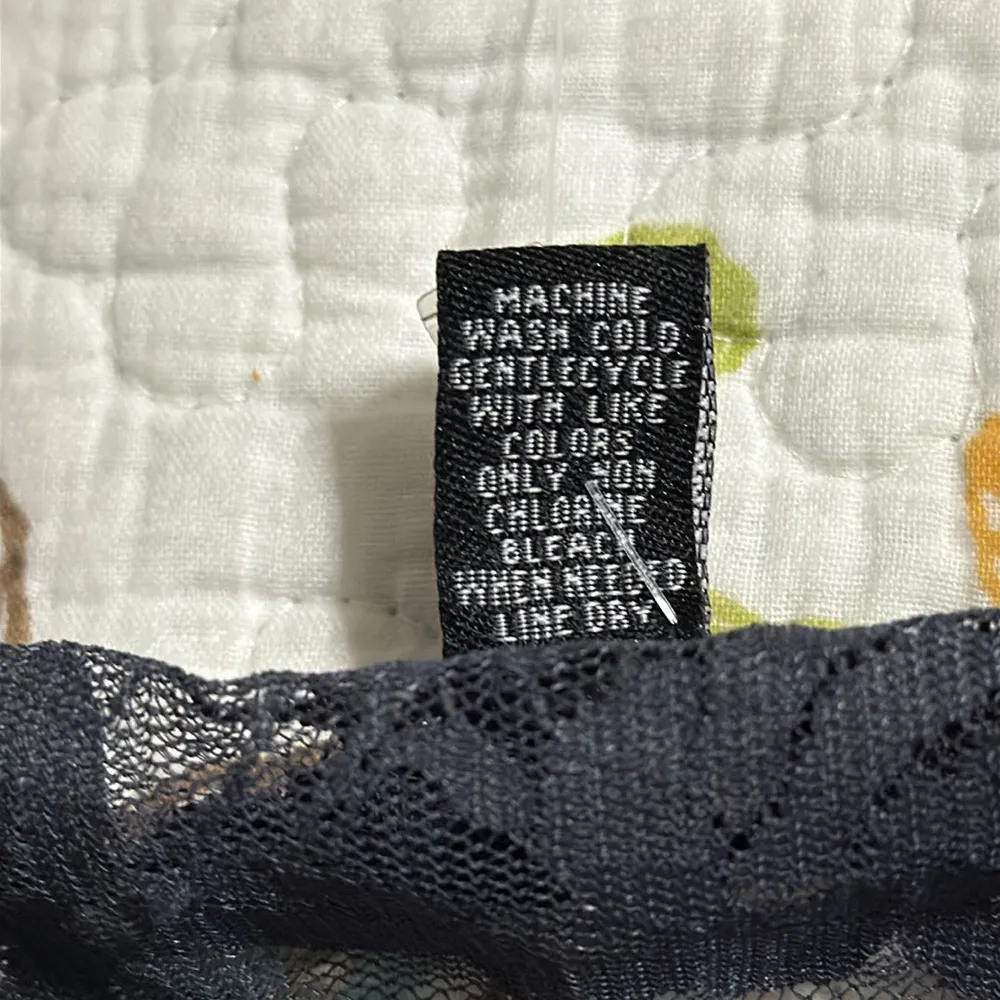 MACHINE
WASH COLD
GENTLECYCLE
WITH LIKE
COLORS
ONLY NON
CHLORINE
BLEACH
WHEN NEEDED
LINE DRY